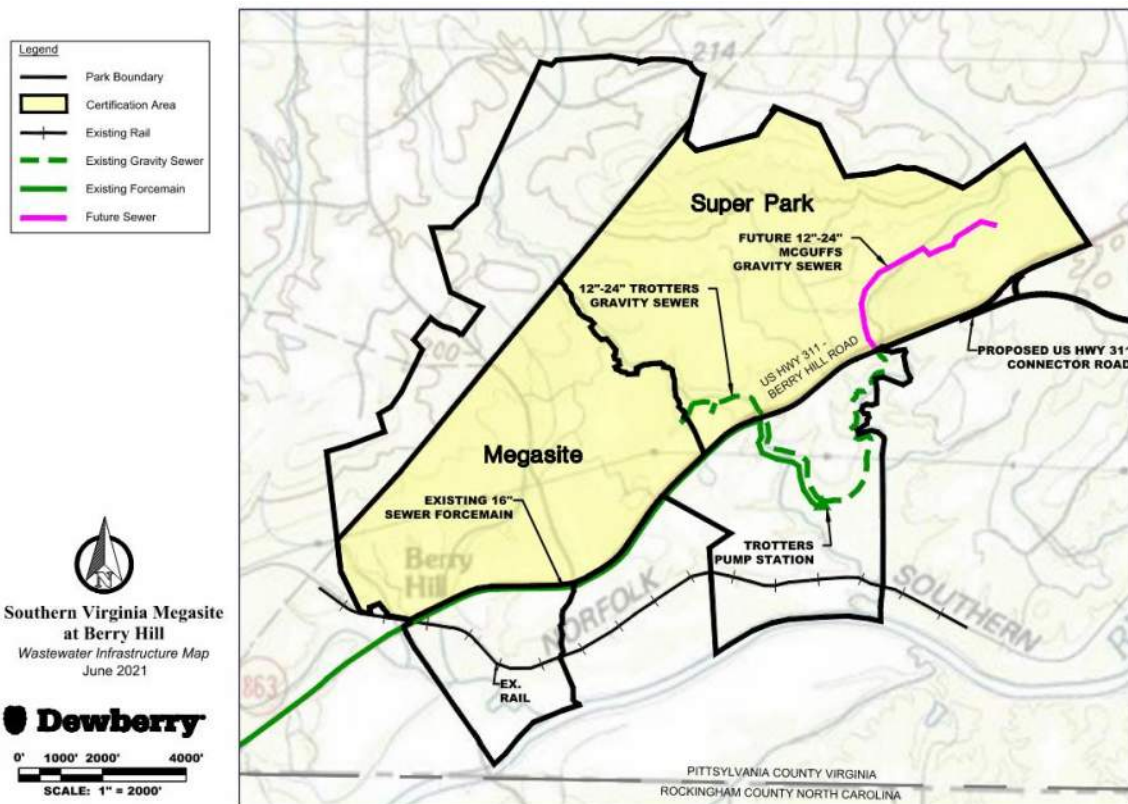 Legend
Park Boundary
Certification Area
Existing Rail
Existing Gravity Sewer
Existing Forcemain
Future Sewer
N
Southern Virginia Megasite
at Berry Hill
Wastewater Infrastructure Map
June 2021
Dewberry
0' 1000' 2000' 4000'
SCALE: 1" = 2000'
214
Super Park
FUTURE 12"-24"
MCGUFFS
GRAVITY SEWER
12"-24" TROTTERS
GRAVITY SEWER
US HWY 311 -
BERRY HILL ROAD
PROPOSED US HWY 311
CONNECTOR ROAD
Megasite
EXISTING 16"
SEWER FORCEMAIN
TROTTERS
PUMP STATION
Berry
Hill
NORFOLK
SOUTHERN
863
EX.
RAIL
PITTSYLVANIA COUNTY VIRGINIA
ROCKINGHAM COUNTY NORTH CAROLINA